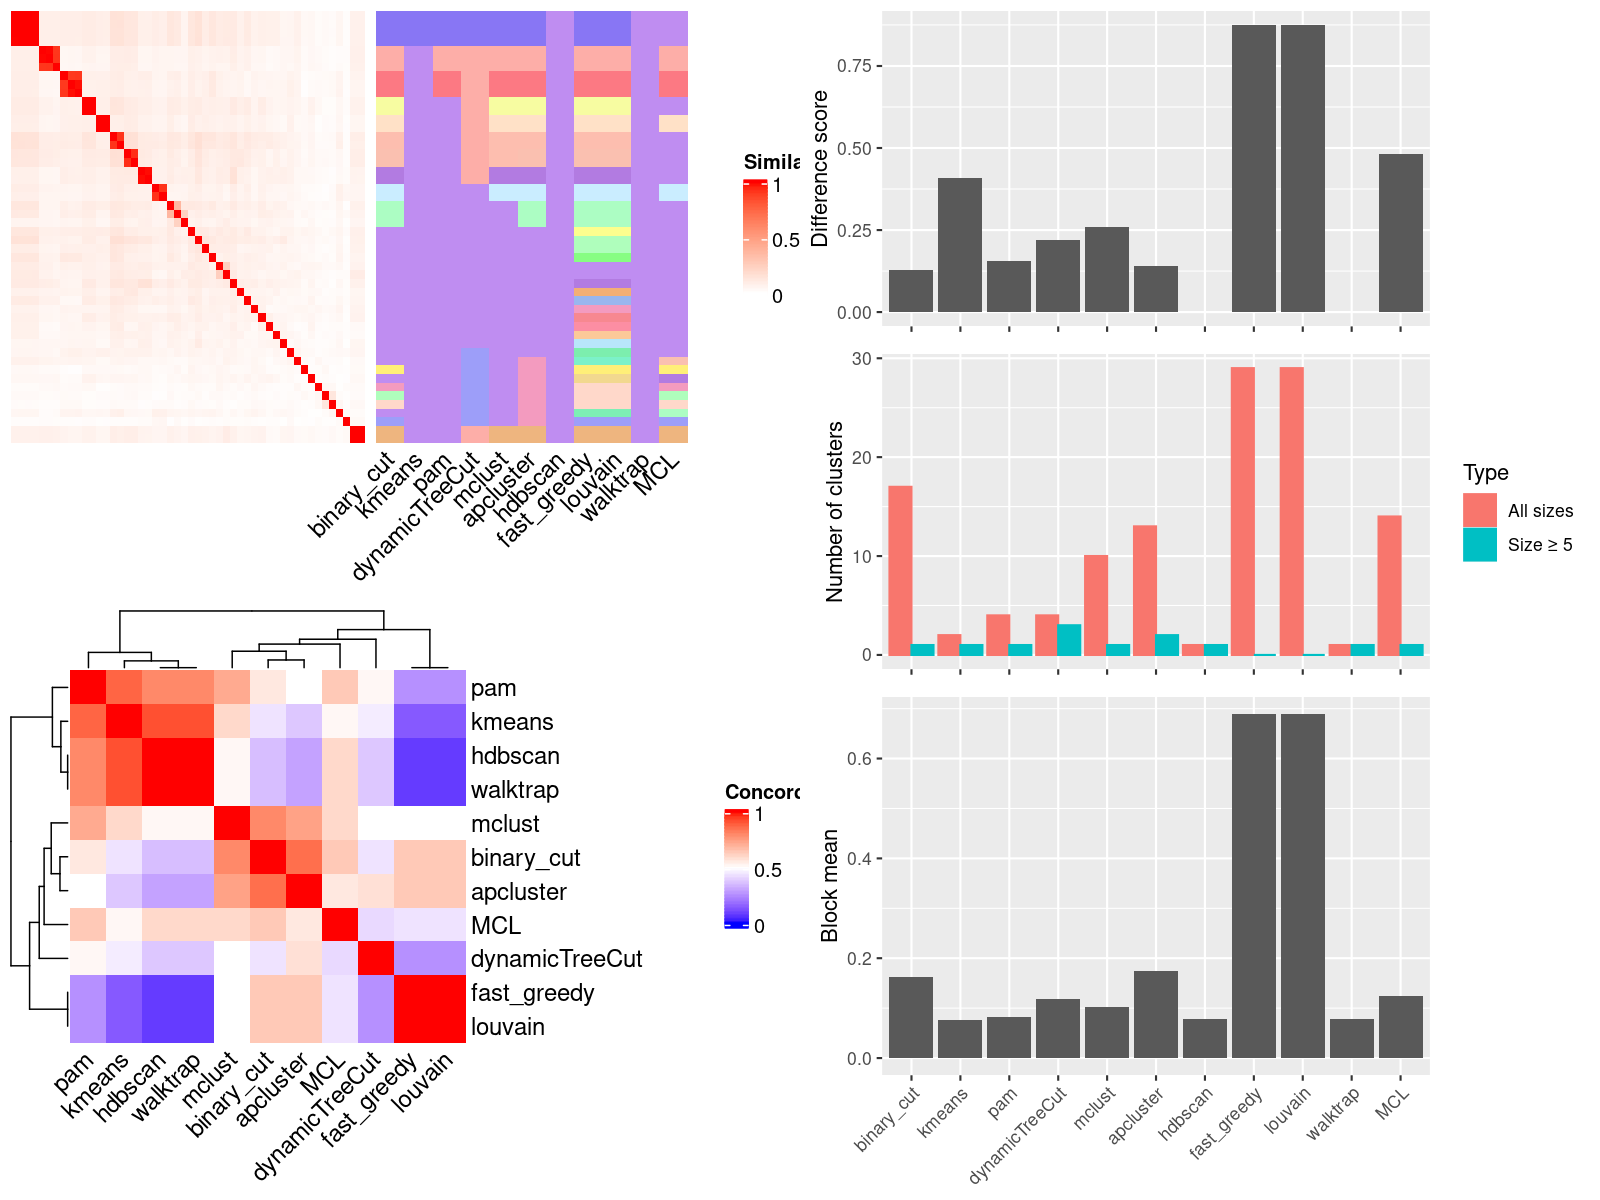 Simila
1
0.5
0
binary_cut
kmeans
pam
dynamicTreeCut
mclust
apcluster
hdbscan
fast_greedy
louvain
walktrap
MCL
Difference score
0.75
0.50
0.25
0.00
Number of clusters
30
20
10
0
Type
All sizes
Size ≥ 5
pam
kmeans
hdbscan
walktrap
mclust
binary_cut
apcluster
MCL
dynamicTreeCut
fast_greedy
louvain
pam
kmeans
hdbscan
walktrap
mclust
binary_cut
apcluster
MCL
dynamicTreeCut
fast_greedy
louvain
Concord
1
0.5
0
Block mean
0.6
0.4
0.2
0.0
binary_cut
kmeans
pam
dynamicTreeCut
mclust
apcluster
hdbscan
fast_greedy
louvain
walktrap
MCL